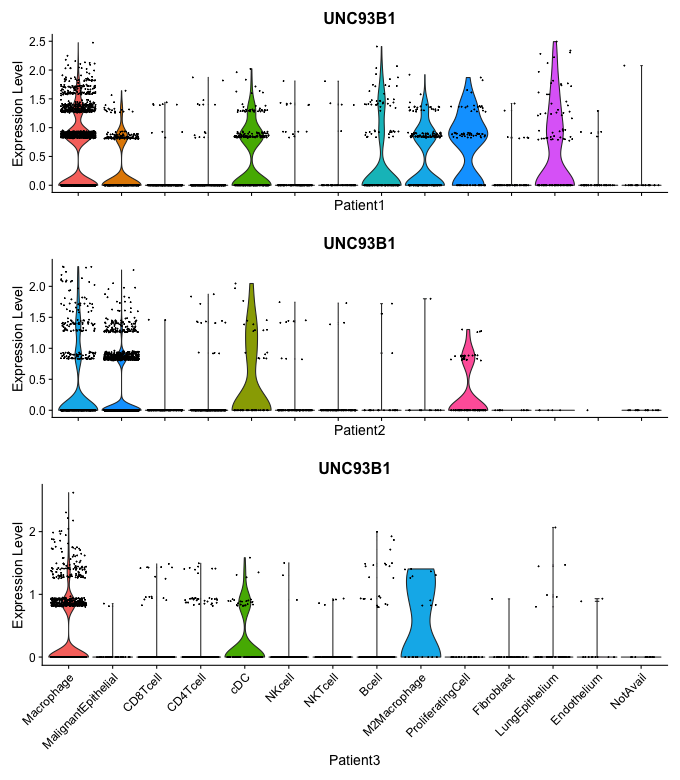 UNC93B1
Expression Level
2.5
2.0
1.5
1.0
0.5
0.0
Patient1
UNC93B1
Expression Level
2.0
1.5
1.0
0.5
0.0
Patient2
UNC93B1
Expression Level
2
1
0
Macrophage
MalignantEpithelial
CD8Tcell
CD4Tcell
cDC
NKcell
NKTcell
Bcell
M2Macrophage
ProliferatingCell
Fibroblast
LungEpithelium
Endothelium
NotAvail
Patient3